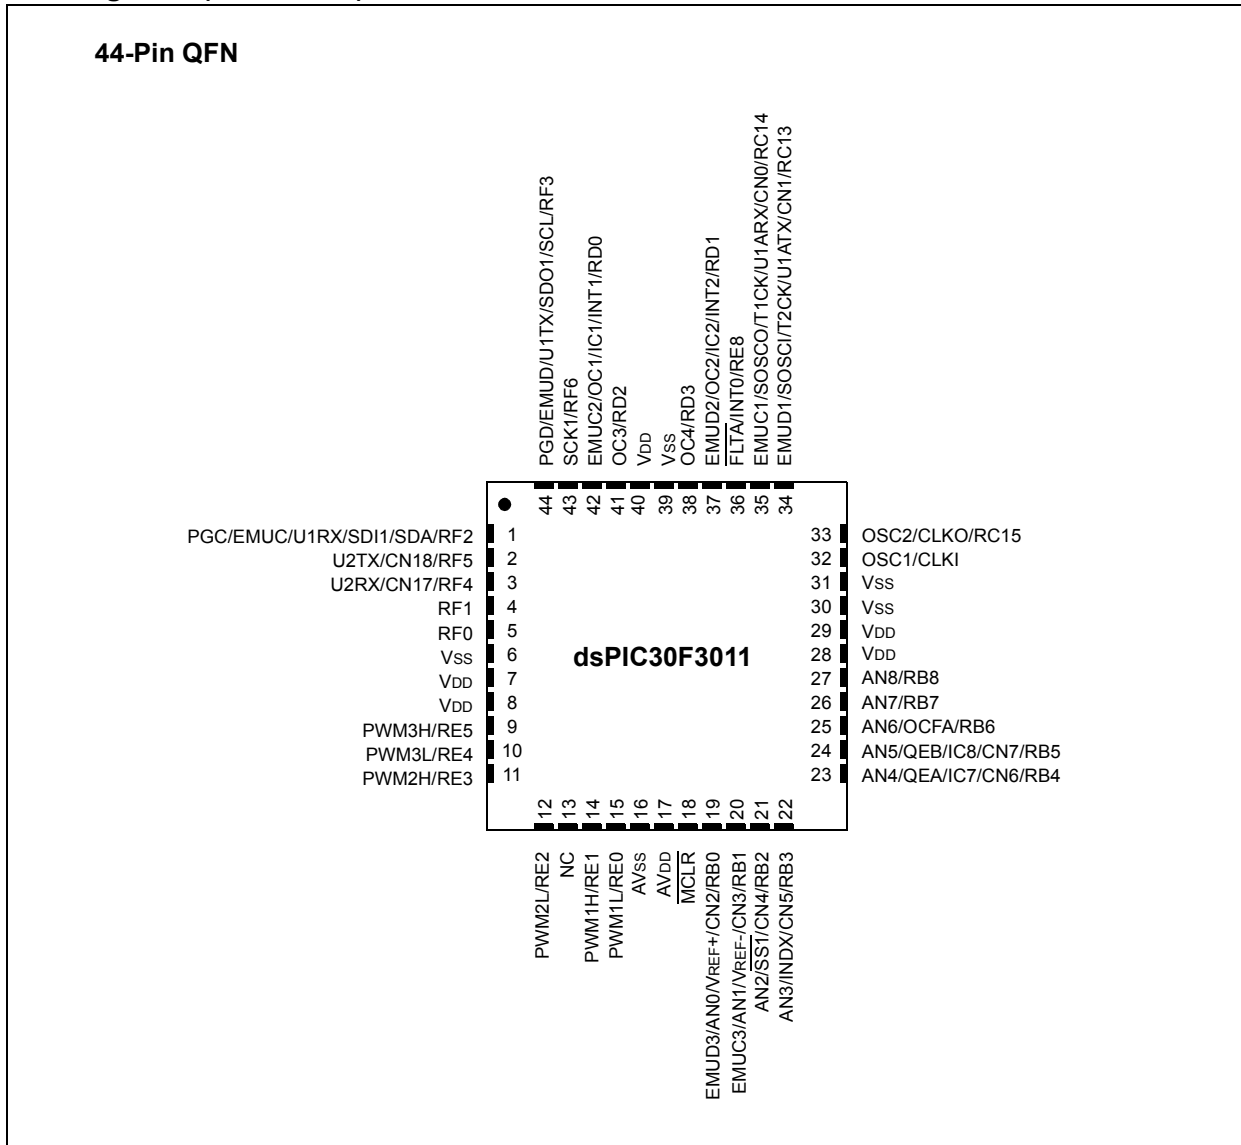 44-Pin QFN
PGD/EMUD/U1TX/SDO1/SCL/RF3
SCK1/RF6
EMUC2/OC1/IC1/INT1/RD0
OC3/RD2
VDD
VSS
OC4/RD3
EMUD2/OC2/IC2/INT2/RD1
FLTA/INT0/RE8
EMUC1/SOSCO/T1CK/U1ARX/CN0/RC14
EMUD1/SOSCI/T2CK/U1ATX/CN1/RC13
44
43
42
41
40
39
38
37
36
35
34
PGC/EMUC/U1RX/SDI1/SDA/RF2 1
U2TX/CN18/RF5 2
U2RX/CN17/RF4 3
RF1 4
RF0 5
VSS 6
VDD 7
VDD 8
PWM3H/RE5 9
PWM3L/RE4 10
PWM2H/RE3 11
dsPIC30F3011
33 OSC2/CLKO/RC15
32 OSC1/CLKI
31 VSS
30 VSS
29 VDD
28 VDD
27 AN8/RB8
26 AN7/RB7
25 AN6/OCFA/RB6
24 AN5/QEB/IC8/CN7/RB5
23 AN4/QEA/IC7/CN6/RB4
12
13
14
15
16
17
18
19
20
21
22
PWM2L/RE2
NC
PWM1H/RE1
PWM1L/RE0
AVSS
AVDD
MCLR
EMUD3/AN0/VREF+/CN2/RB0
EMUC3/AN1/VREF-/CN3/RB1
AN2/SS1/CN4/RB2
AN3/INDX/CN5/RB3